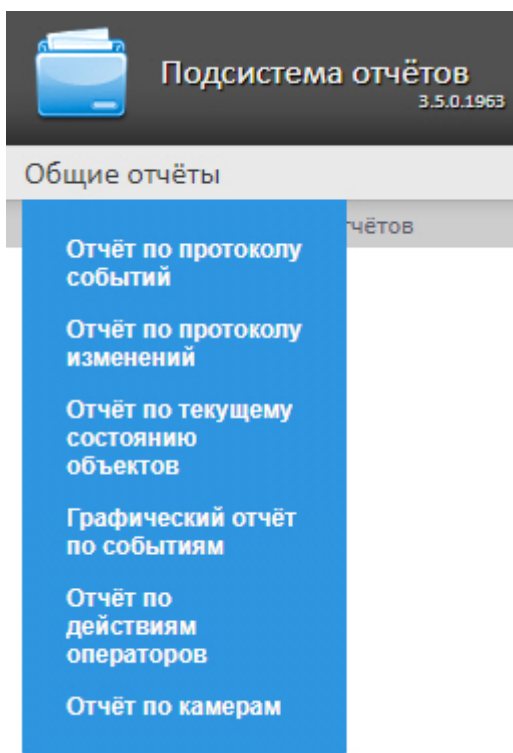 Подсистема отчётов
3.5.0.1963
Общие отчёты
Отчёт по протоколу
событий
Отчёт по протоколу
изменений
Отчёт по текущему
состоянию
объектов
Графический отчёт
по событиям
Отчёт по
действиям
операторов
Отчёт по камерам